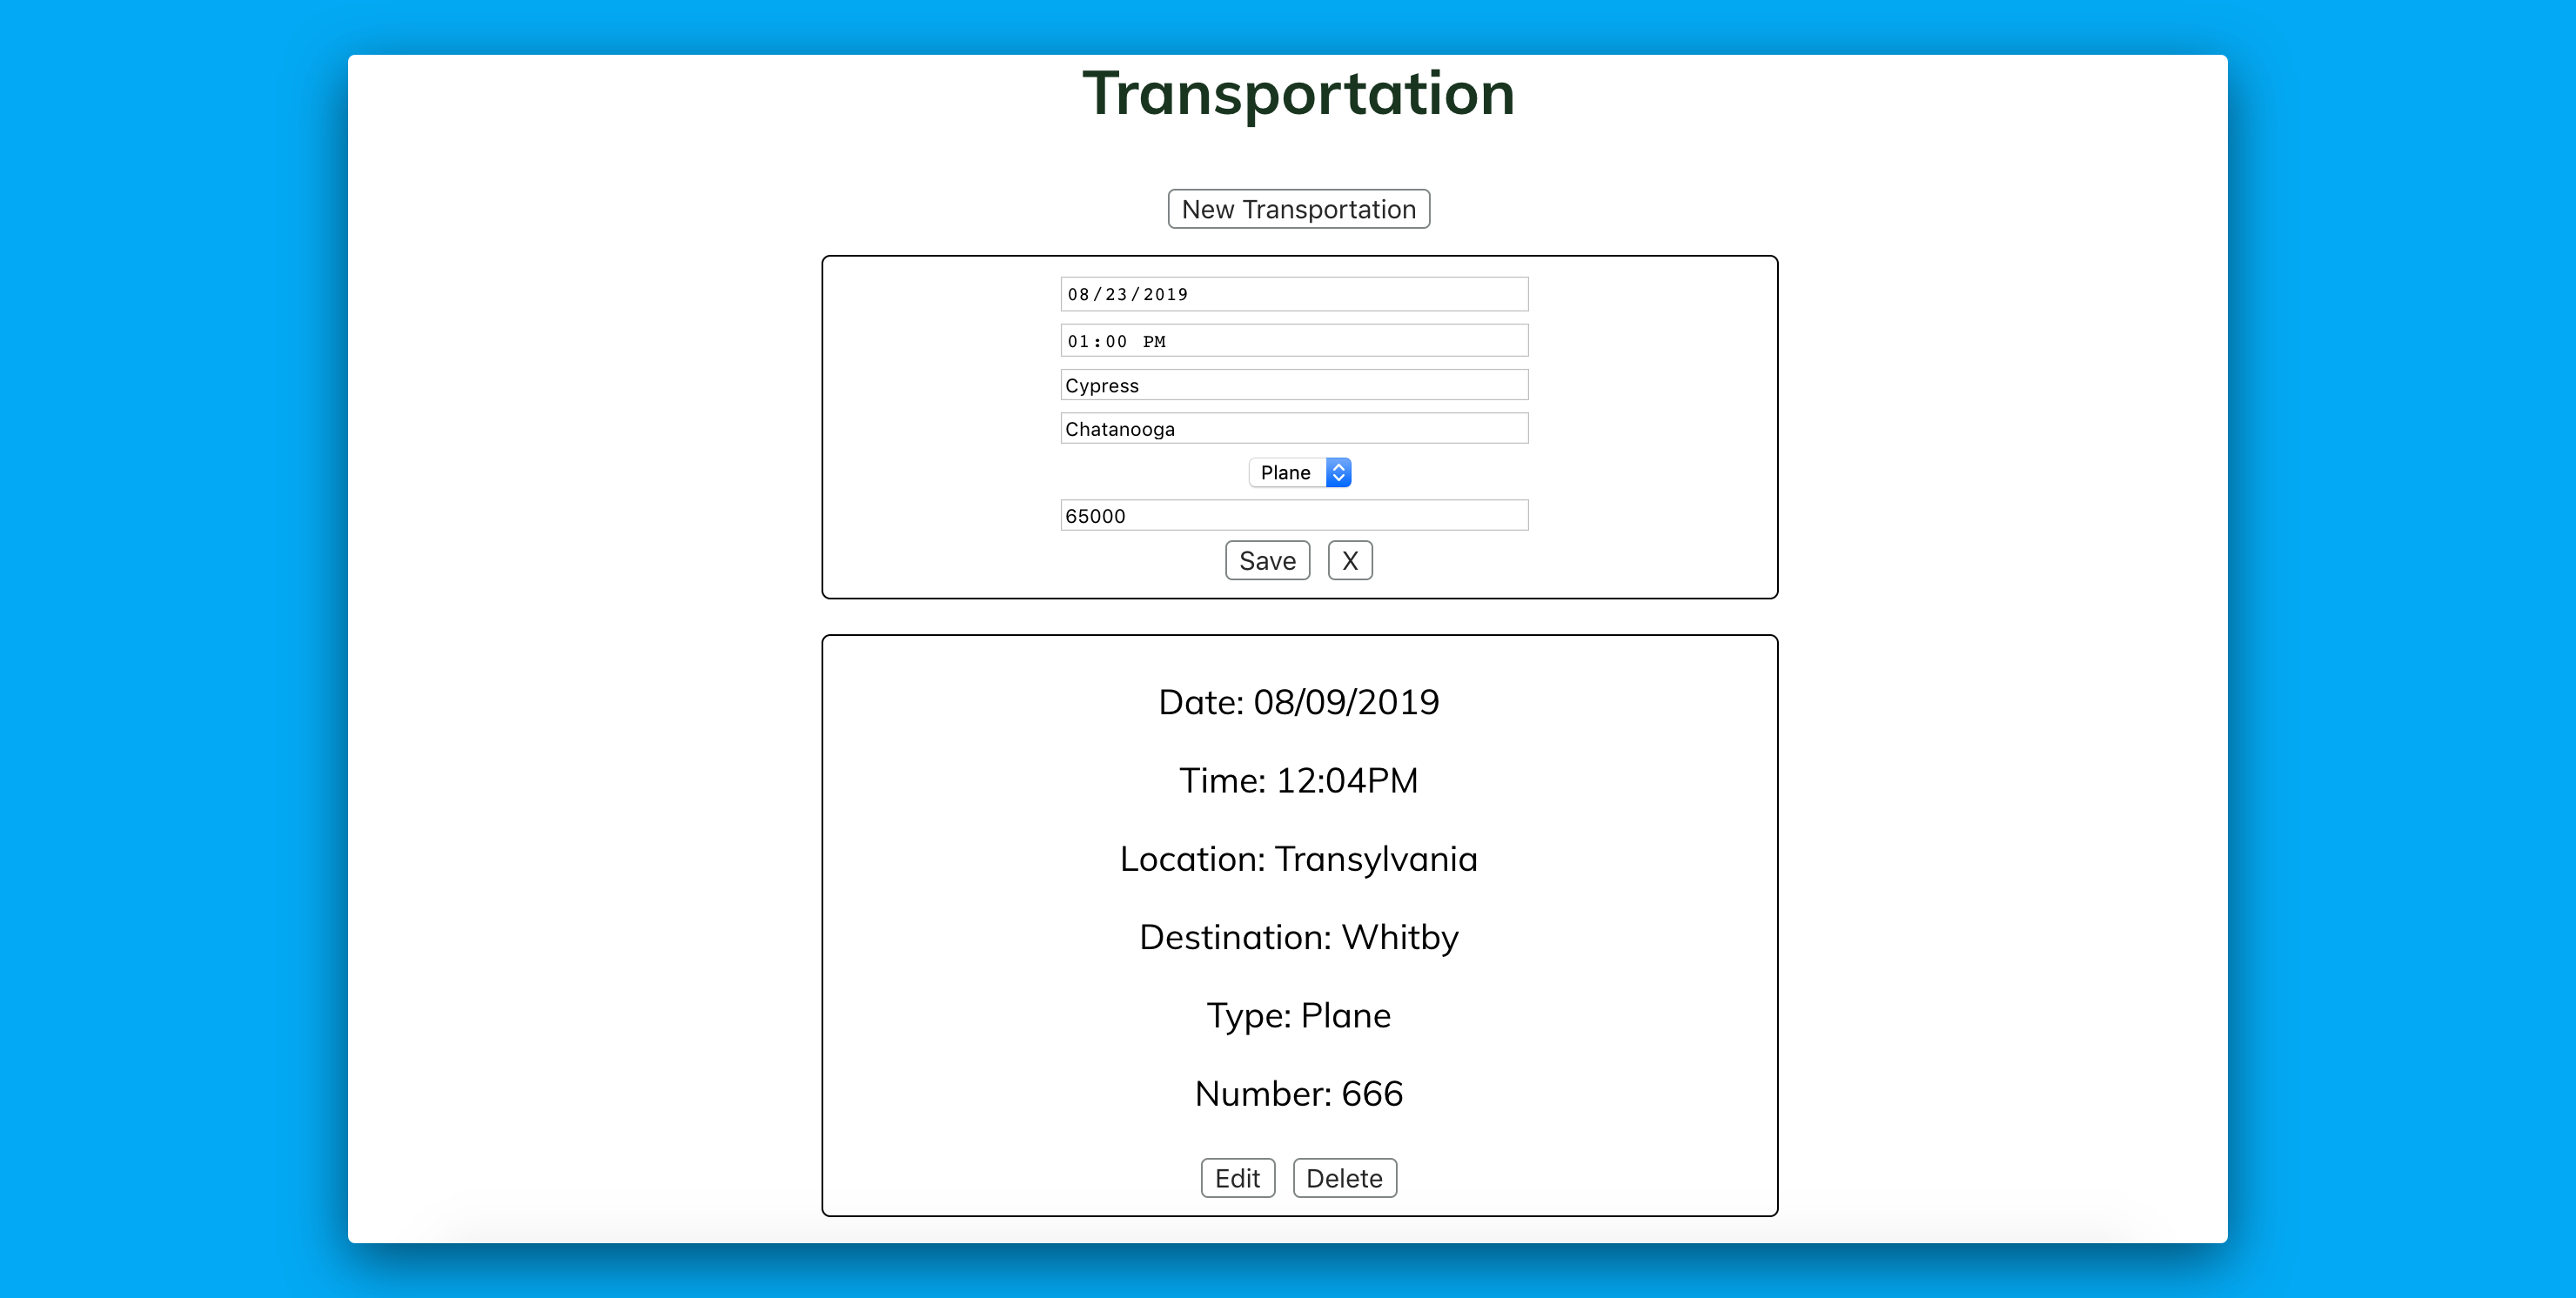 Transportation
New Transportation
08/23/2019
01:00 PM
Cypress
Chatanooga
Plane
65000
Save X
Date: 08/09/2019
Time: 12:04PM
Location: Transylvania
Destination: Whitby
Type: Plane
Number: 666
Edit Delete